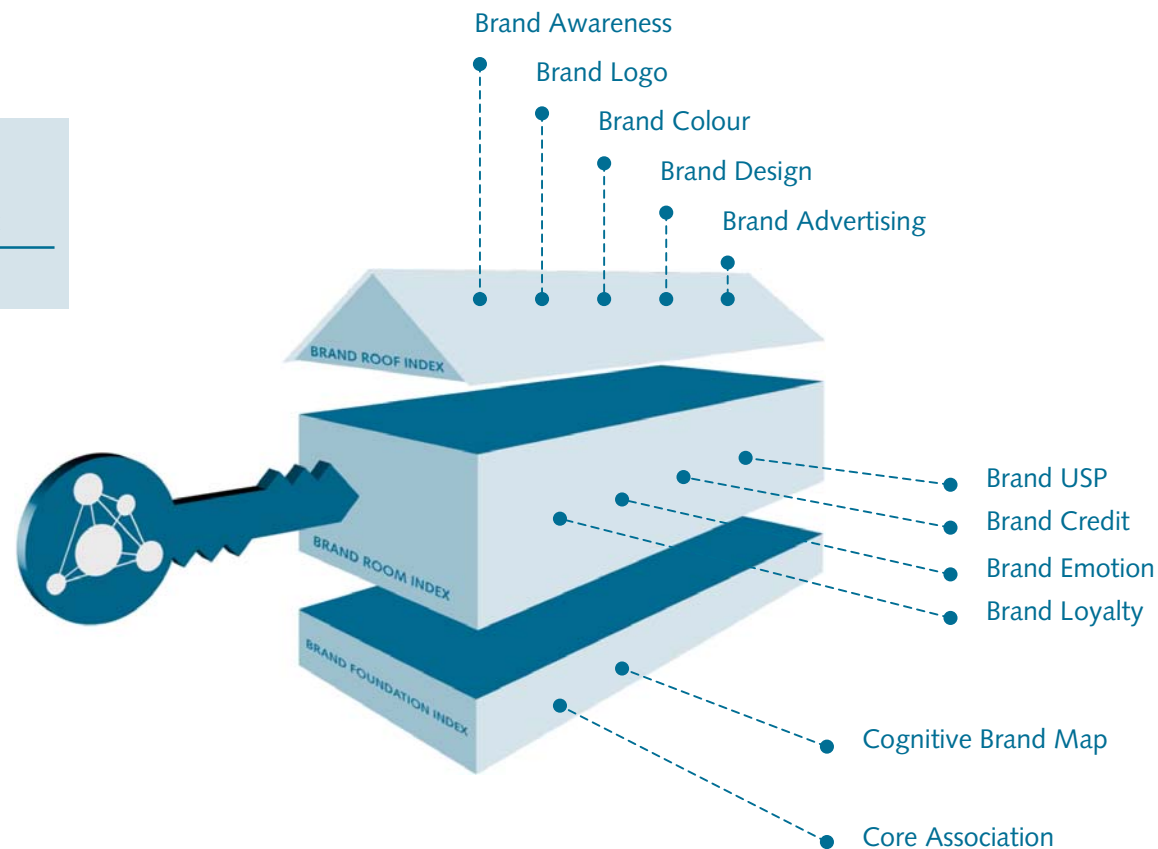 Brand Awareness
Brand Logo
Brand Colour
Brand Design
Brand Advertising
BRAND ROOF INDEX
BRAND ROOM INDEX
BRAND FOUNDATION INDEX
Brand USP
Brand Credit
Brand Emotion
Brand Loyalty
Cognitive Brand Map
Core Association